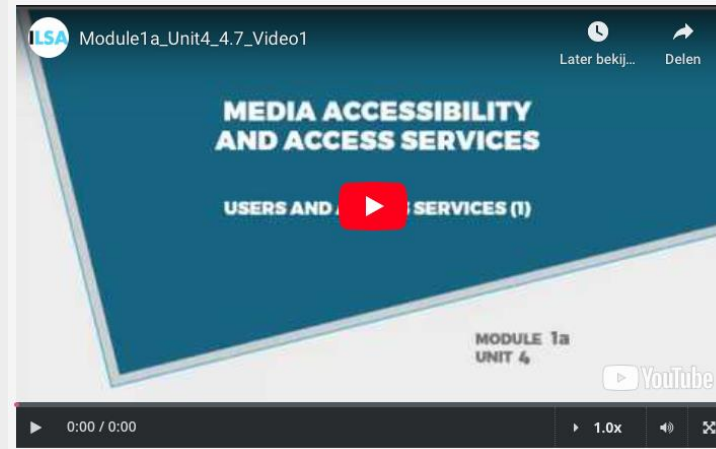 ILSA Module1a_Unit4_4.7_Video1
Later bekij... Delen
MEDIA ACCESSIBILITY
AND ACCESS SERVICES
USERS AND SERVICES (1)
MODULE 1a
UNIT 4
YouTube
0:00 / 0:00 1.0x